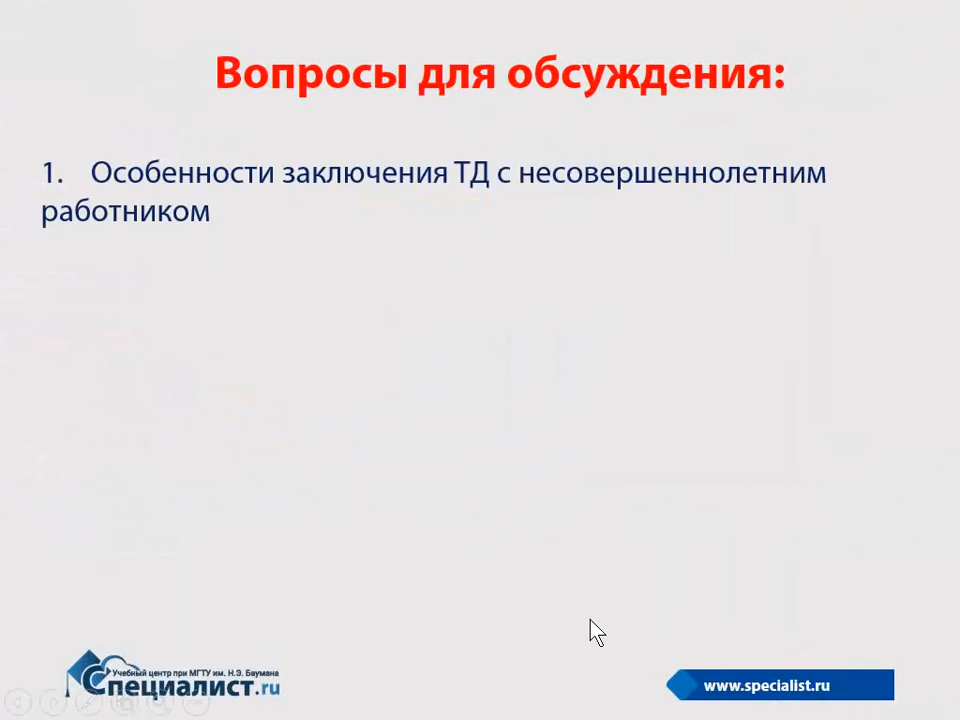 Вопросы для обсуждения:
1. Особенности заключения ТД с несовершеннолетним
работником
Учебный центр при МГТУ им. Н.Э. Баумана
Специалист.ru
www.specialist.ru